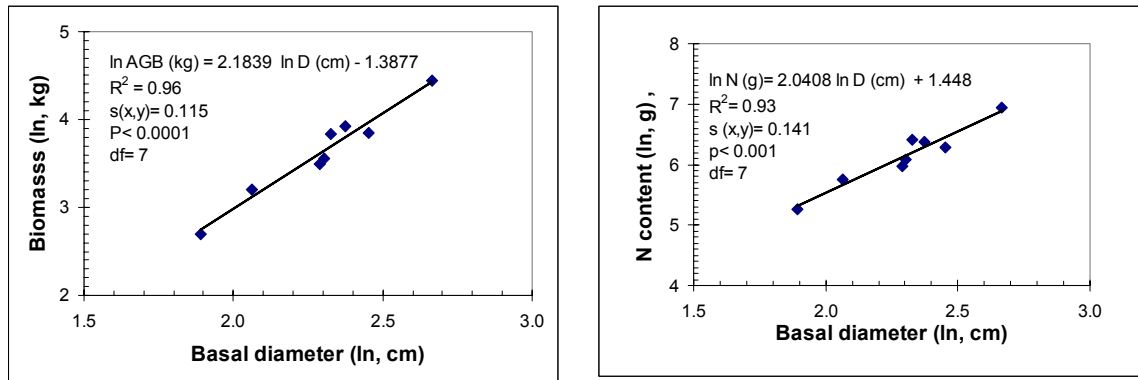 5
4
3
2
Biomasss (ln, kg)
ln AGB (kg) = 2.1839 ln D (cm) - 1.3877
R² = 0.96
s(x,y)= 0.115
P< 0.0001
df= 7
1.5 2.0 2.5 3.0
Basal diameter (ln, cm)
8
7
6
5
4
N content (ln, g) ,
ln N (g)= 2.0408 ln D (cm) + 1.448
R²= 0.93
s (x,y)= 0.141
p< 0.001
df= 7
1.5 2.0 2.5 3.0
Basal diameter (ln, cm)